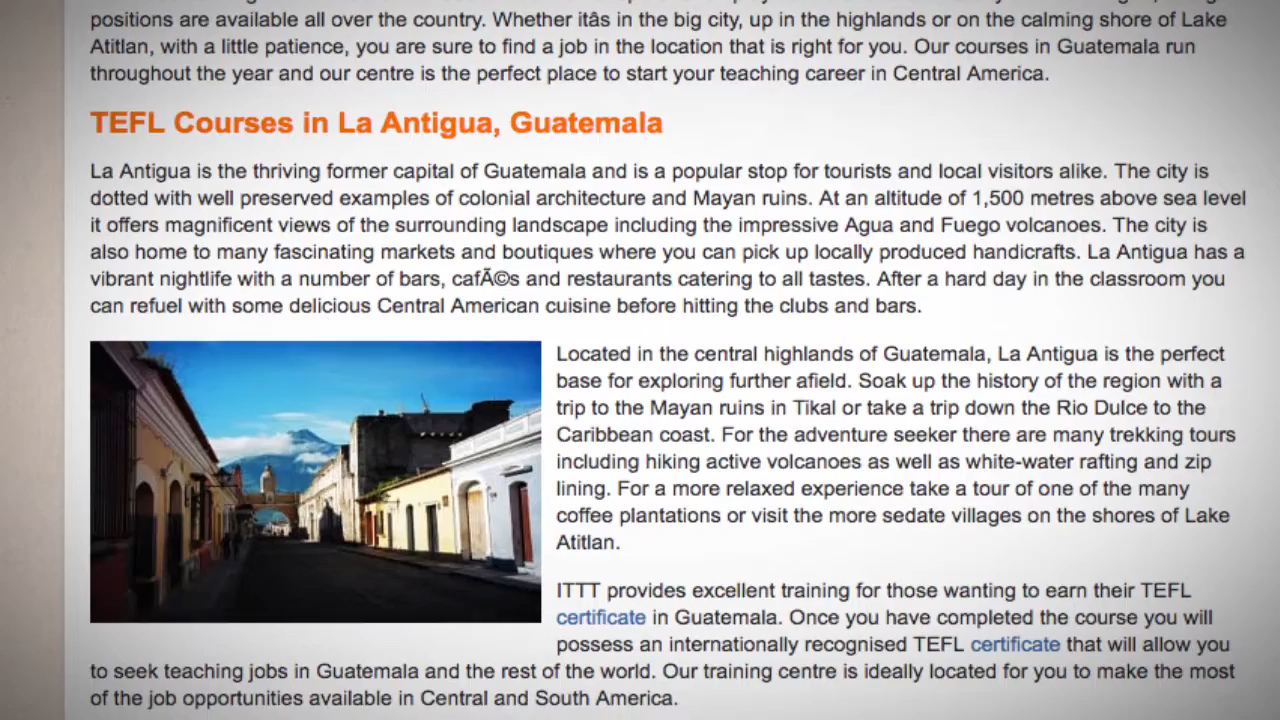 positions are available all over the country. Whether itâs in the big city, up in the highlands or on the calming shore of Lake
Atitlan, with a little patience, you are sure to find a job in the location that is right for you. Our courses in Guatemala run
throughout the year and our centre is the perfect place to start your teaching career in Central America.
TEFL Courses in La Antigua, Guatemala
La Antigua is the thriving former capital of Guatemala and is a popular stop for tourists and local visitors alike. The city is
dotted with well preserved examples of colonial architecture and Mayan ruins. At an altitude of 1,500 metres above sea level
it offers magnificent views of the surrounding landscape including the impressive Agua and Fuego volcanoes. The city is
also home to many fascinating markets and boutiques where you can pick up locally produced handicrafts. La Antigua has a
vibrant nightlife with a number of bars, cafÃ©s and restaurants catering to all tastes. After a hard day in the classroom you
can refuel with some delicious Central American cuisine before hitting the clubs and bars.
Located in the central highlands of Guatemala, La Antigua is the perfect
base for exploring further afield. Soak up the history of the region with a
trip to the Mayan ruins in Tikal or take a trip down the Rio Dulce to the
Caribbean coast. For the adventure seeker there are many trekking tours
including hiking active volcanoes as well as white-water rafting and zip
lining. For a more relaxed experience take a tour of one of the many
coffee plantations or visit the more sedate villages on the shores of Lake
Atitlan.
ITTT provides excellent training for those wanting to earn their TEFL
certificate in Guatemala. Once you have completed the course you will
possess an internationally recognised TEFL certificate that will allow you
to seek teaching jobs in Guatemala and the rest of the world. Our training centre is ideally located for you to make the most
of the job opportunities available in Central and South America.